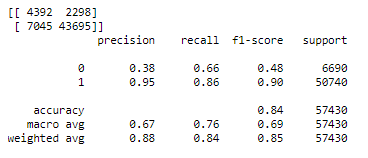 [[ 4392 2298]
[ 7045 43695]]
precision recall f1-score support
0 0.38 0.66 0.48 6690
1 0.95 0.86 0.90 50740
accuracy 0.84 57430
macro avg 0.67 0.76 0.69 57430
weighted avg 0.88 0.84 0.85 57430